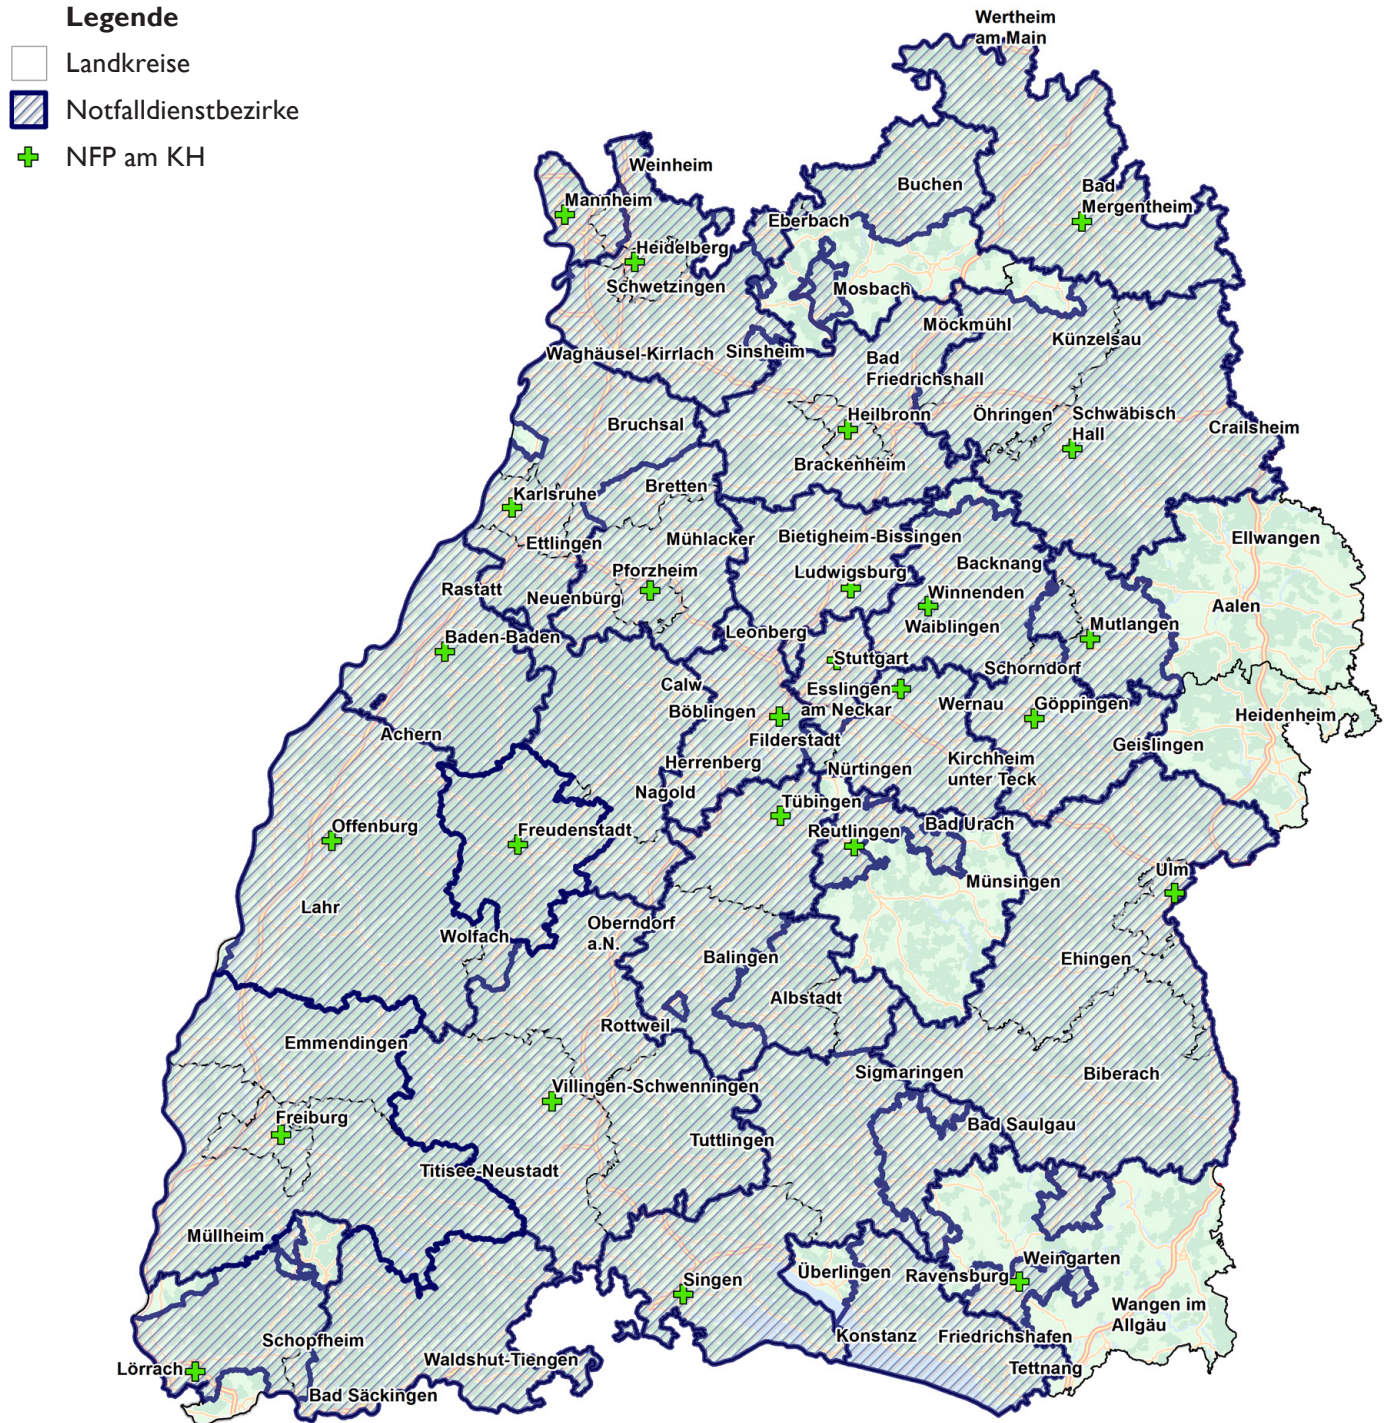 Legende
Landkreise
Notfalldienstbezirke
NFP am KH
Wertheim
am Main
Weinheim
Mannheim
Buchen
Bad
Mergentheim
Eberbach
Heidelberg
Schwetzingen
Mosbach
Möckmühl
Künzelsau
Waghäusel-Kirrlach
Sinsheim
Bad
Friedrichshall
Bruchsal
Heilbronn
Öhringen
Schwäbisch
Hall
Crailsheim
Brackenheim
Bretten
Karlsruhe
Ettlingen
Mühlacker
Bietigheim-Bissingen
Ellwangen
Backnang
Pforzheim
Ludwigsburg
Winnenden
Rastatt
Neuenbürg
Aalen
Waiblingen
Mutlangen
Baden-Baden
Leonberg
Stuttgart
Schorndorf
Calw
Esslingen
am Neckar
Böblingen
Wernau
Göppingen
Heidenheim
Achern
Filderstadt
Geislingen
Herrenberg
Nürtingen
Kirchheim
unter Teck
Nagold
Tübingen
Offenburg
Freudenstadt
Reutlingen
Bad Urach
Ulm
Münsingen
Lahr
Oberndorf
a.N.
Wolfach
Balingen
Ehingen
Albstadt
Rottweil
Emmendingen
Sigmaringen
Biberach
Villingen-Schwenningen
Freiburg
Bad Saulgau
Tuttlingen
Titisee-Neustadt
Müllheim
Weingarten
Überlingen
Ravensburg
Singen
Wangen im
Allgäu
Konstanz
Friedrichshafen
Schopfheim
Lörrach
Waldshut-Tiengen
Tettnang
Bad Säckingen